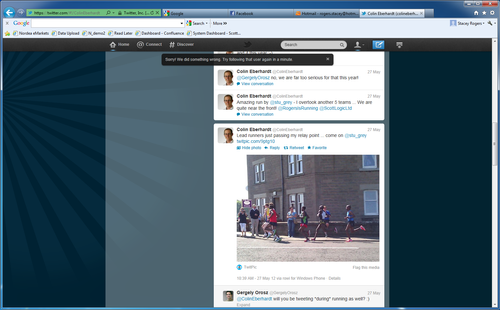 https://twitter.com/
Twitter, Inc.
Google
Facebook
Hotmail - rogers.stacey@hotm...
Colin Eberhardt (colineberh...
Google
Search
More >>
Stacey Rogers
Nordea eMarkets
Data Upload
N_demo2
Read Later
Dashboard - Confluence
Change System
Dashboard - System Dashboard - Scott...
Home
@ Connect
# Discover
Search
Sorry! We did something wrong. Try following that user again in a minute.
Colin Eberhardt @ColinEberhardt 27 May
@GergelyOrosz no, we are far too serious for that this year!
View conversation
Colin Eberhardt @ColinEberhardt 27 May
Amazing run by @stu_grey - I overtook another 5 teams ... We are
quite near the front! @RogersIsRunning @ScottLogicLtd
View conversation
Colin Eberhardt @ColinEberhardt 27 May
Lead runners just passing my relay point ... come on @stu_grey
Hide photo Reply Retweet Favorite
TwitPic
Flag this media
10:36 AM - 27 May 12 via web for Windows Phone · Details
Gergely Orosz @GergelyOrosz 27 May
@ColinEberhardt will you be tweeting *during* running as well? :)
Expand